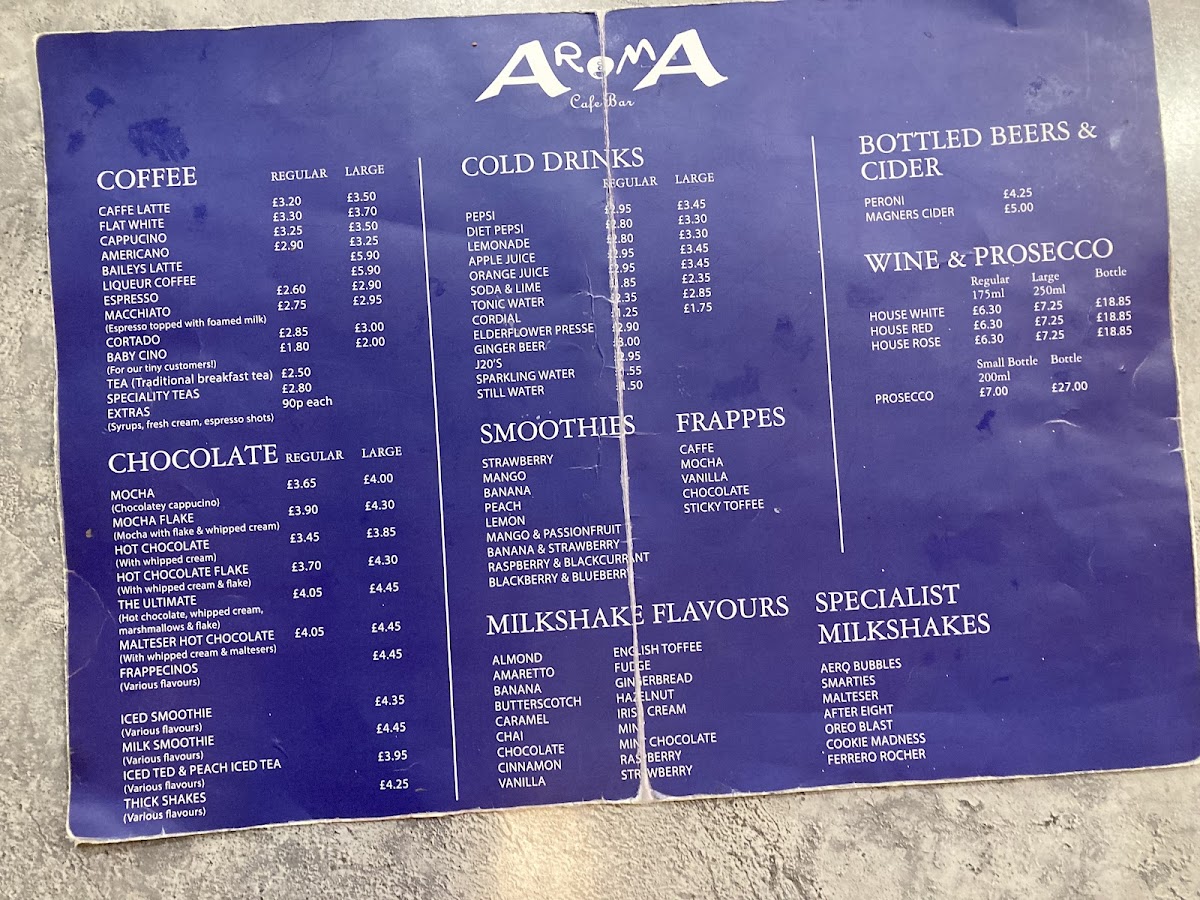 AROMA
Cafe Bar
COFFEE REGULAR LARGE
CAFFE LATTE £3.20 £3.50
FLAT WHITE £3.30 £3.70
CAPPUCINO £3.25 £3.50
AMERICANO £2.90 £3.25
BAILEYS LATTE £5.90
LIQUEUR COFFEE £5.90
ESPRESSO £2.60 £2.90
MACCHIATO £2.75 £2.95
(Espresso topped with foamed milk)
CORTADO £2.85 £3.00
BABY CINO £1.80 £2.00
(For our tiny customers!)
TEA (Traditional breakfast tea) £2.50
SPECIALITY TEAS £2.80
EXTRAS 90p each
(Syrups, fresh cream, espresso shots)
CHOCOLATE REGULAR LARGE
MOCHA £3.65 £4.00
(Chocolatey cappucino)
MOCHA FLAKE £3.90 £4.30
(Mocha with flake & whipped cream)
HOT CHOCOLATE £3.45 £3.85
(With whipped cream)
HOT CHOCOLATE FLAKE £3.70 £4.30
(With whipped cream & flake)
THE ULTIMATE £4.05 £4.45
(Hot chocolate, whipped cream,
marshmallows & flake)
MALTESER HOT CHOCOLATE £4.05 £4.45
(With whipped cream & maltesers)
FRAPPECINOS £4.45
(Various flavours)
ICED SMOOTHIE £4.35
(Various flavours)
MILK SMOOTHIE £4.45
(Various flavours)
ICED TED & PEACH ICED TEA £3.95
(Various flavours)
THICK SHAKES £4.25
(Various flavours)
COLD DRINKS
REGULAR LARGE
PEPSI £2.95 £3.45
DIET PEPSI £2.80 £3.30
LEMONADE £2.80 £3.30
APPLE JUICE £2.95 £3.45
ORANGE JUICE £2.95 £3.45
SODA & LIME £1.85 £2.35
TONIC WATER £2.35 £2.85
CORDIAL £1.25 £1.75
ELDERFLOWER PRESSE £2.90
GINGER BEER £3.00
J20'S £2.95
SPARKLING WATER
STILL WATER £1.50
SMOOTHIES
STRAWBERRY
MANGO
BANANA
PEACH
LEMON
MANGO & PASSIONFRUIT
BANANA & STRAWBERRY
RASPBERRY & BLACKCURRANT
BLACKBERRY & BLUEBERRY
FRAPPES
CAFFE
MOCHA
VANILLA
CHOCOLATE
STICKY TOFFEE
MILKSHAKE FLAVOURS
ALMOND
AMARETTO
BANANA
BUTTERSCOTCH
CARAMEL
CHAI
CHOCOLATE
CINNAMON
VANILLA
ENGLISH TOFFEE
FUDGE
GINGERBREAD
HAZELNUT
IRISH CREAM
MINT
MINT CHOCOLATE
RASPBERRY
STRAWBERRY
BOTTLED BEERS &
CIDER
PERONI £4.25
MAGNERS CIDER £5.00
WINE & PROSECCO
Regular Large Bottle
175ml 250ml
HOUSE WHITE £6.30 £7.25 £18.85
HOUSE RED £6.30 £7.25 £18.85
HOUSE ROSE £6.30 £7.25 £18.85
Small Bottle Bottle
200ml
PROSECCO £7.00 £27.00
SPECIALIST
MILKSHAKES
AERO BUBBLES
SMARTIES
MALTESER
AFTER EIGHT
OREO BLAST
COOKIE MADNESS
FERRERO ROCHER